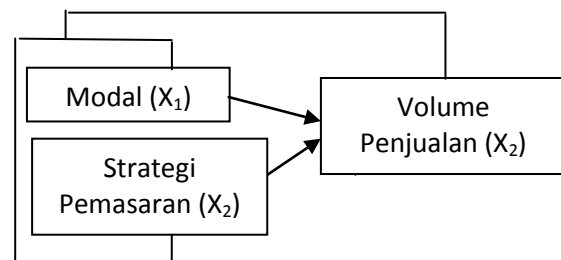 Modal (X₁)
Strategi
Pemasaran (X₂)
Volume
Penjualan (X₂)